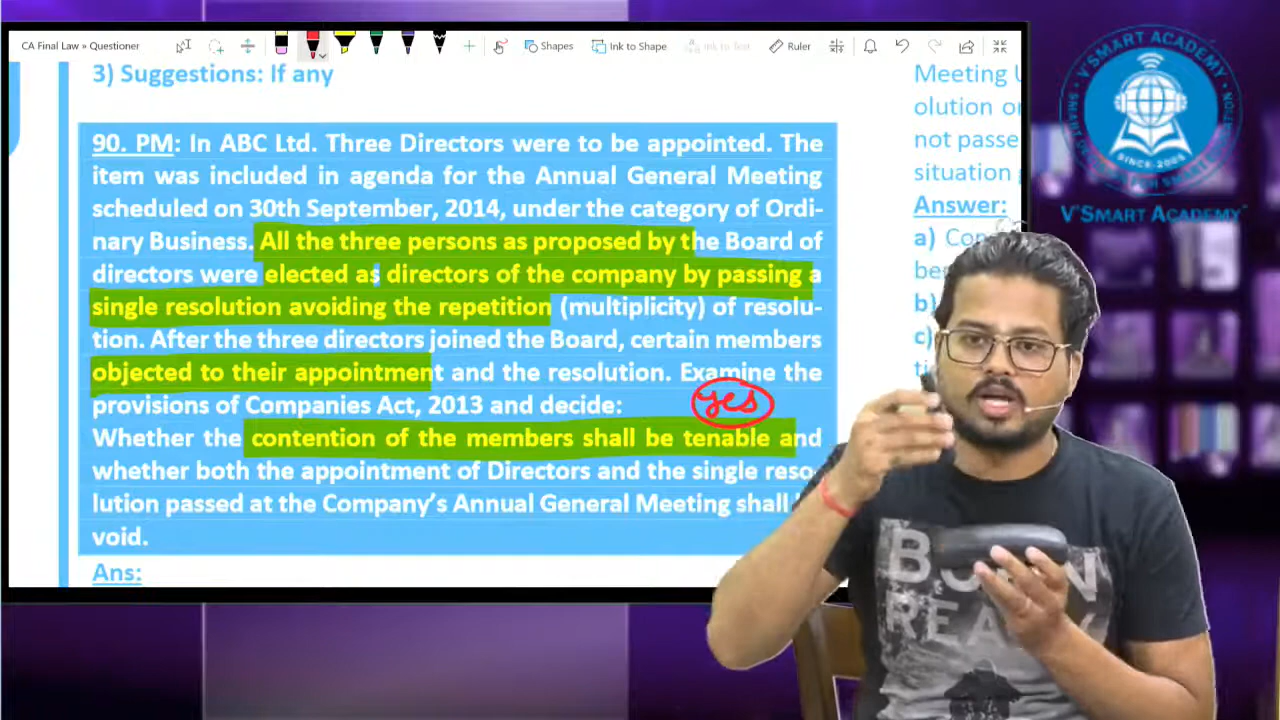 CA Final Law » Questioner
Shapes
Ink to Shape
Ink to Text
Ruler
3) Suggestions: If any
90. PM: In ABC Ltd. Three Directors were to be appointed. The
item was included in agenda for the Annual General Meeting
scheduled on 30th September, 2014, under the category of Ordi-
nary Business. All the three persons as proposed by the Board of
directors were elected as directors of the company by passing a
single resolution avoiding the repetition (multiplicity) of resolu-
tion. After the three directors joined the Board, certain members
objected to their appointment and the resolution. Examine the
provisions of Companies Act, 2013 and decide:
yes
Whether the contention of the members shall be tenable and
whether both the appointment of Directors and the single reso-
lution passed at the Company's Annual General Meeting shall
void.
Ans:
Meeting
olution
not passe
situation
Answer:
a)
b)
c)
V'SMART ACADEMY
SINCE-2008
V'SMART ACADEMY
BO
READY